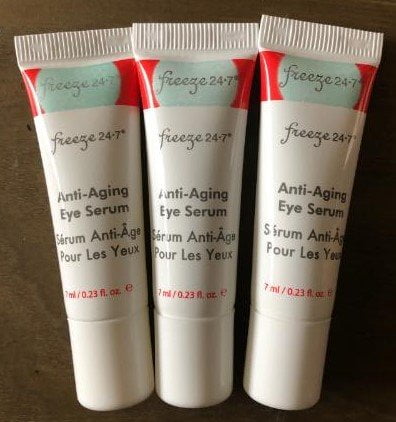 freeze 24•7
freeze 24•7®
Anti-Aging
Eye Serum
Sérum Anti-Âge
Pour Les Yeux
7 ml / 0.23 fl. oz. ℮
freeze 24•7
freeze 24•7®
Anti-Aging
Eye Serum
Sérum Anti-Âge
Pour Les Yeux
7 ml / 0.23 fl. oz. ℮
freeze 24•7
freeze 24•7®
Anti-Aging
Eye Serum
Sérum Anti-Âge
Pour Les Yeux
7 ml / 0.23 fl. oz. ℮